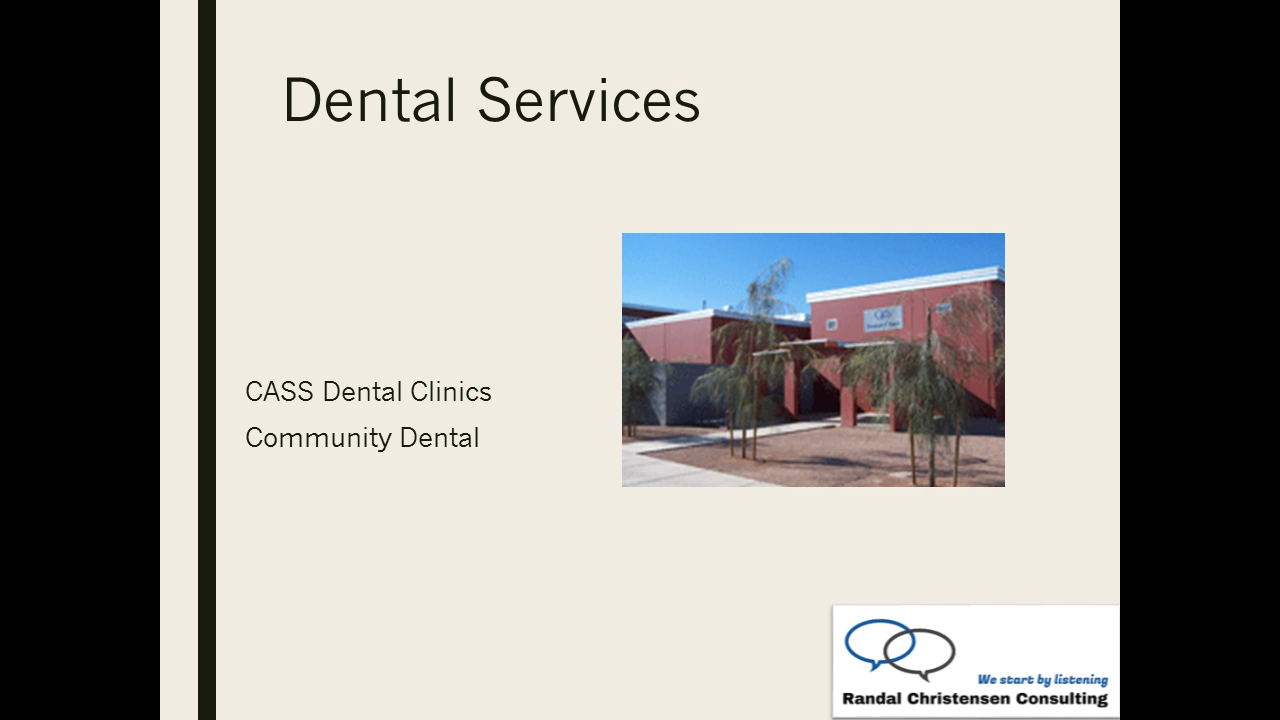 Dental Services
CASS Dental Clinics
Community Dental
We start by listening
Randal Christensen Consulting